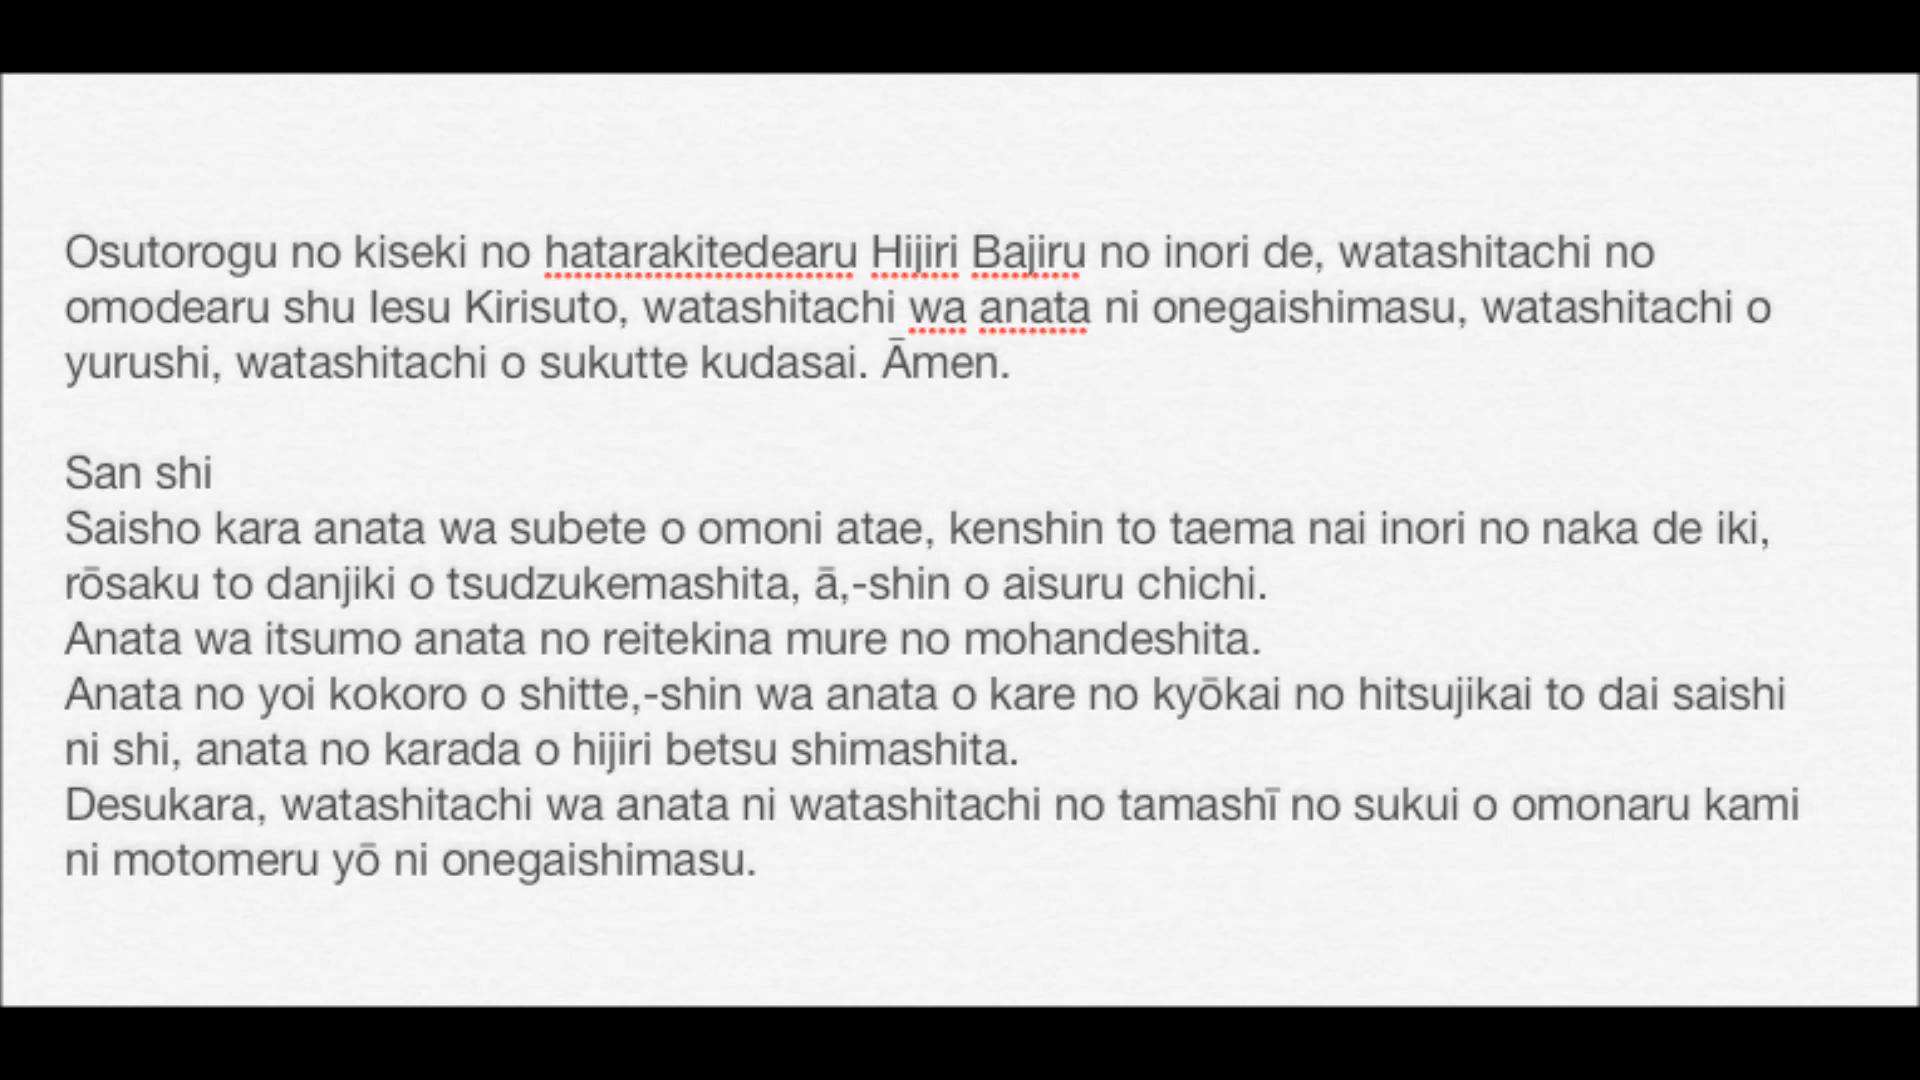 Osutorogu no kiseki no hatarakitedearu Hijiri Bajiru no inori de, watashitachi no
omodearu shu Iesu Kirisuto, watashitachi wa anata ni onegaishimasu, watashitachi o
yurushi, watashitachi o sukutte kudasai. Āmen.
San shi
Saisho kara anata wa subete o omoni atae, kenshin to taema nai inori no naka de iki,
rōsaku to danjiki o tsudzukemashita, ā,-shin o aisuru chichi.
Anata wa itsumo anata no reitekina mure no mohandeshita.
Anata no yoi kokoro o shitte,-shin wa anata o kare no kyōkai no hitsujikai to dai saishi
ni shi, anata no karada o hijiri betsu shimashita.
Desukara, watashitachi wa anata ni watashitachi no tamashī no sukui o omonaru kami
ni motomeru yō ni onegaishimasu.